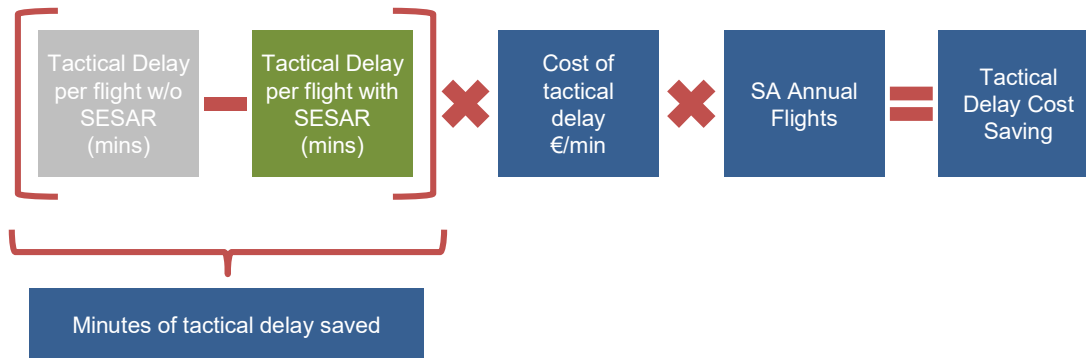 Tactical Delay
per flight w/o
SESAR
(mins)
Tactical Delay
per flight with
SESAR
(mins)
Cost of
tactical
delay
€/min
SA Annual
Flights
Tactical
Delay Cost
Saving
Minutes of tactical delay saved